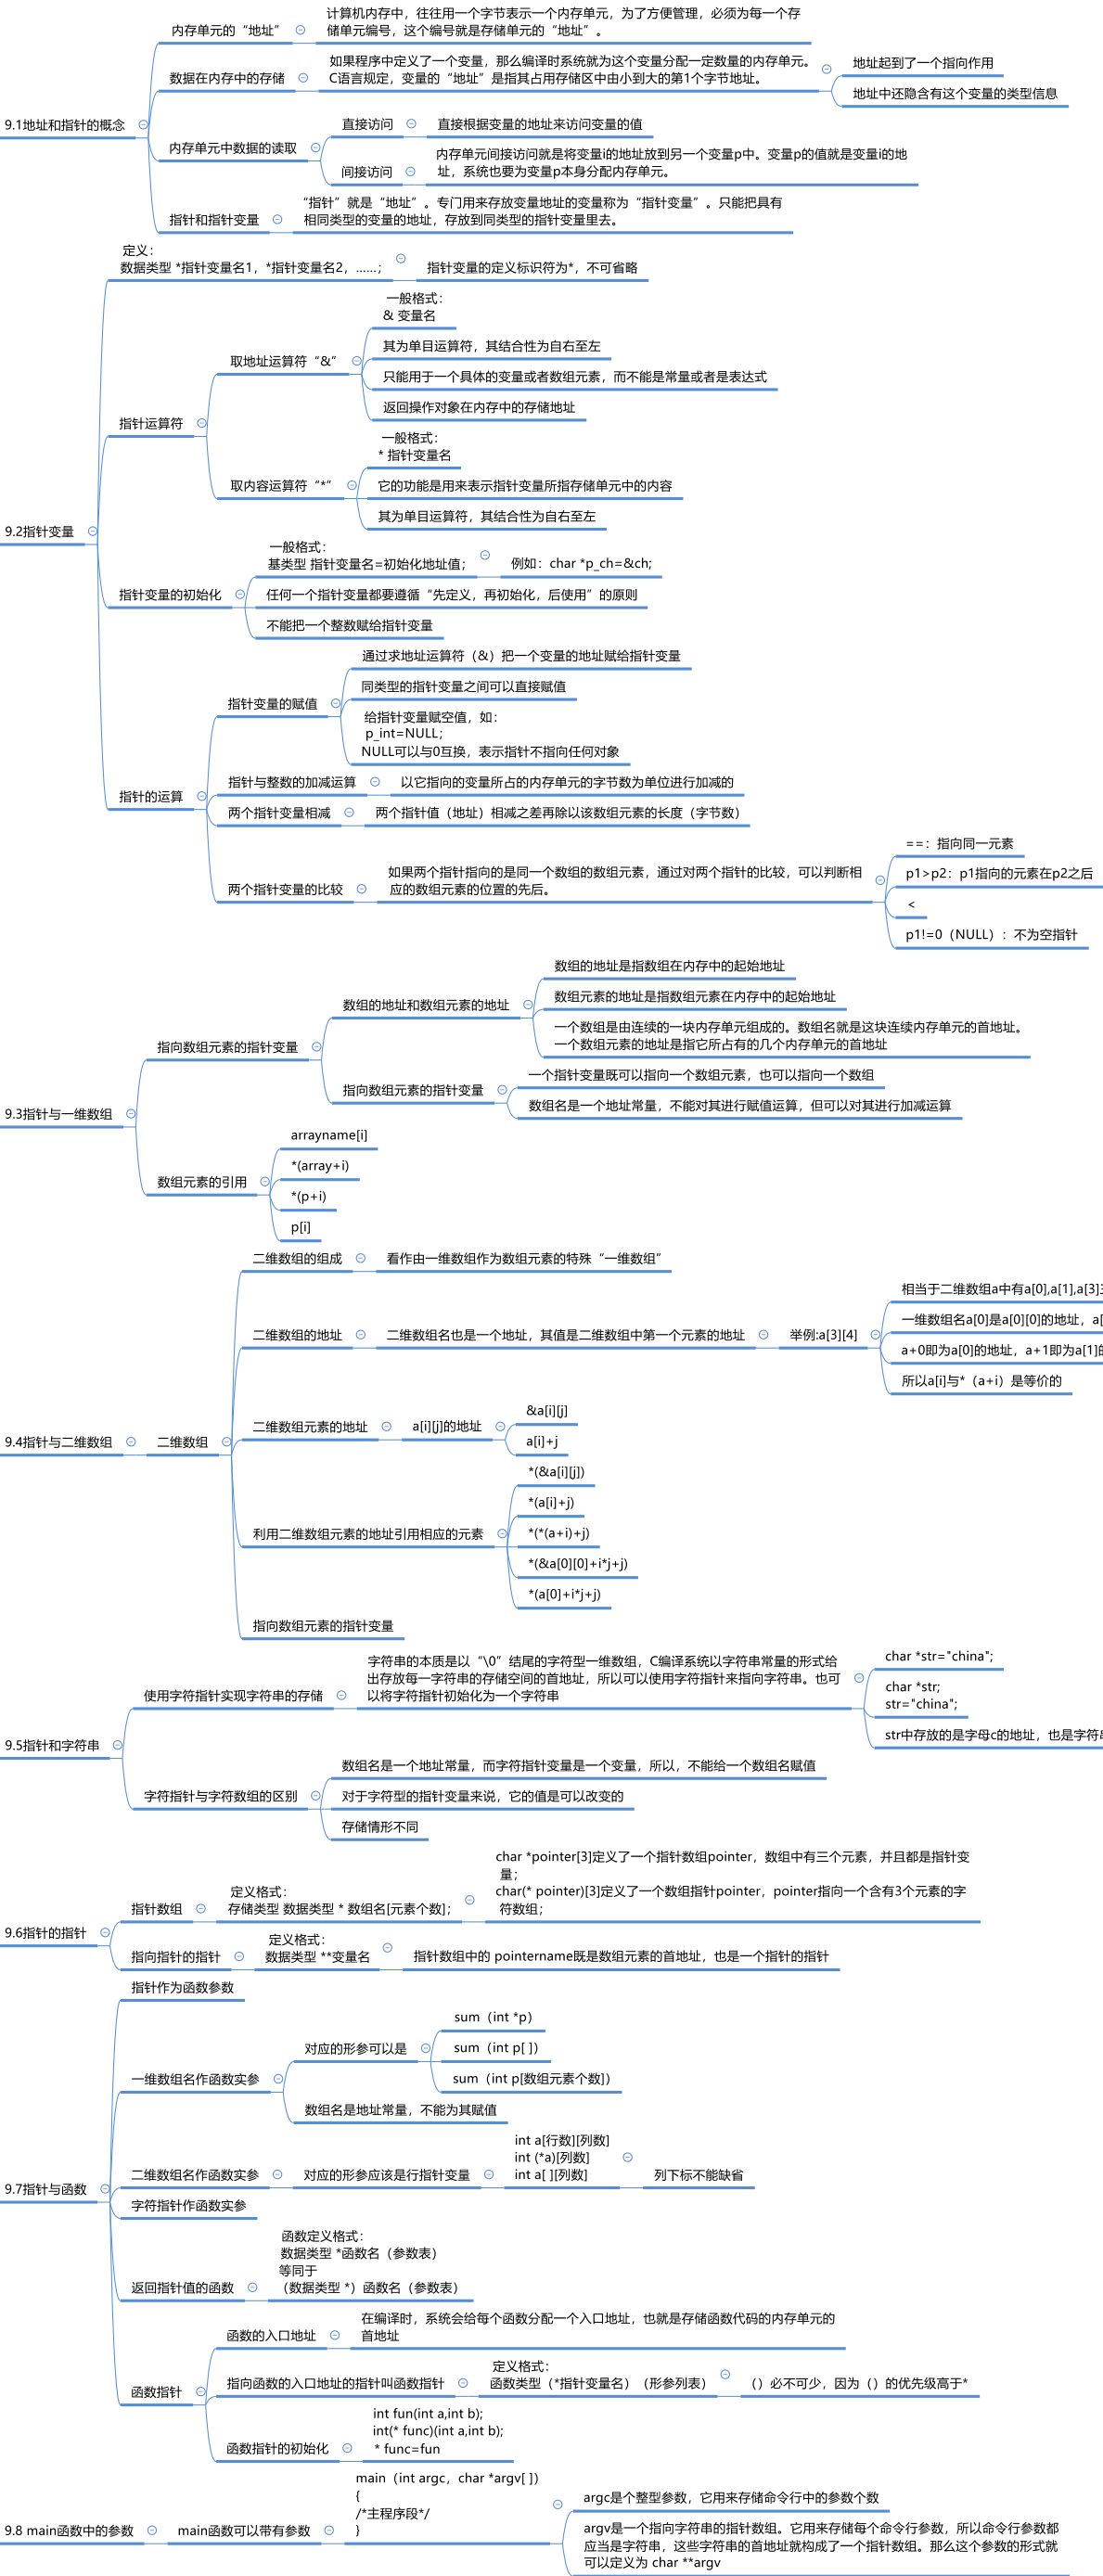 9.1地址和指针的概念
内存单元的“地址”
计算机内存中，往往用一个字节表示一个内存单元，为了方便管理，必须为每一个存
储单元编号，这个编号就是存储单元的“地址”。
数据在内存中的存储
如果程序中定义了一个变量，那么编译时系统就为这个变量分配一定数量的内存单元。
C语言规定，变量的“地址”是指其占用存储区中由小到大的第1个字节地址。
地址起到了一个指向作用
地址中还隐含有这个变量的类型信息
内存单元中数据的读取
直接访问
直接根据变量的地址来访问变量的值
间接访问
内存单元间接访问就是将变量i的地址放到另一个变量p中。变量p的值就是变量i的地
址，系统也要为变量p本身分配内存单元。
指针和指针变量
“指针”就是“地址”。专门用来存放变量地址的变量称为“指针变量”。只能把具有
相同类型的变量的地址，存放到同类型的指针变量里去。
9.2指针变量
定义：
数据类型 *指针变量名1，*指针变量名2，……；
指针变量的定义标识符为*，不可省略
指针运算符
取地址运算符“&”
一般格式：
& 变量名
其为单目运算符，其结合性为自右至左
只能用于一个具体的变量或者数组元素，而不能是常量或者是表达式
返回操作对象在内存中的存储地址
取内容运算符“*”
一般格式：
* 指针变量名
它的功能是用来表示指针变量所指存储单元中的内容
其为单目运算符，其结合性为自右至左
指针变量的初始化
一般格式：
基类型 指针变量名=初始化地址值；
例如：char *p_ch=&ch;
任何一个指针变量都要遵循“先定义，再初始化，后使用”的原则
不能把一个整数赋给指针变量
指针的运算
指针变量的赋值
通过求地址运算符（&）把一个变量的地址赋给指针变量
同类型的指针变量之间可以直接赋值
给指针变量赋空值，如：
p_int=NULL；
NULL可以与0互换，表示指针不指向任何对象
指针与整数的加减运算
以它指向的变量所占的内存单元的字节数为单位进行加减的
两个指针变量相减
两个指针值（地址）相减之差再除以该数组元素的长度（字节数）
两个指针变量的比较
如果两个指针指向的是同一个数组的数组元素，通过对两个指针的比较，可以判断相
应的数组元素的位置的先后。
==：指向同一元素
p1>p2：p1指向的元素在p2之后
<
p1!=0（NULL）：不为空指针
9.3指针与一维数组
指向数组元素的指针变量
数组的地址和数组元素的地址
数组的地址是指数组在内存中的起始地址
数组元素的地址是指数组元素在内存中的起始地址
一个数组是由连续的一块内存单元组成的。数组名就是这块连续内存单元的首地址。
一个数组元素的地址是指它所占有的几个内存单元的首地址
指向数组元素的指针变量
一个指针变量既可以指向一个数组元素，也可以指向一个数组
数组名是一个地址常量，不能对其进行赋值运算，但可以对其进行加减运算
数组元素的引用
arrayname[i]
*(array+i)
*(p+i)
p[i]
9.4指针与二维数组
二维数组
二维数组的组成
看作由一维数组作为数组元素的特殊“一维数组”
二维数组的地址
二维数组名也是一个地址，其值是二维数组中第一个元素的地址
举例:a[3][4]
相当于二维数组a中有a[0],a[1],a[3]
一维数组名a[0]是a[0][0]的地址，a[
a+0即为a[0]的地址，a+1即为a[1]的
所以a[i]与*（a+i）是等价的
二维数组元素的地址
a[i][j]的地址
&a[i][j]
a[i]+j
利用二维数组元素的地址引用相应的元素
*(&a[i][j])
*(a[i]+j)
*(*(a+i)+j)
*(&a[0][0]+i*j+j)
*(a[0]+i*j+j)
指向数组元素的指针变量
9.5指针和字符串
使用字符指针实现字符串的存储
字符串的本质是以“\0”结尾的字符型一维数组，C编译系统以字符串常量的形式给
出存放每一字符串的存储空间的首地址，所以可以使用字符指针来指向字符串。也可
以将字符指针初始化为一个字符串
char *str="china";
char *str;
str="china";
str中存放的是字母c的地址，也是字符
字符指针与字符数组的区别
数组名是一个地址常量，而字符指针变量是一个变量，所以，不能给一个数组名赋值
对于字符型的指针变量来说，它的值是可以改变的
存储情形不同
9.6指针的指针
指针数组
定义格式：
存储类型 数据类型 * 数组名[元素个数]；
char *pointer[3]定义了一个指针数组pointer，数组中有三个元素，并且都是指针变
量；
char(* pointer)[3]定义了一个数组指针pointer，pointer指向一个含有3个元素的字
符数组；
指向指针的指针
定义格式：
数据类型 **变量名
指针数组中的 pointername既是数组元素的首地址，也是一个指针的指针
9.7指针与函数
指针作为函数参数
一维数组名作函数实参
对应的形参可以是
sum（int *p）
sum（int p[ ]）
sum（int p[数组元素个数]）
数组名是地址常量，不能为其赋值
二维数组名作函数实参
对应的形参应该是行指针变量
int a[行数][列数]
int (*a)[列数]
int a[ ][列数]
列下标不能缺省
字符指针作函数实参
返回指针值的函数
函数定义格式：
数据类型 *函数名（参数表）
等同于
（数据类型 *）函数名（参数表）
函数指针
函数的入口地址
在编译时，系统会给每个函数分配一个入口地址，也就是存储函数代码的内存单元的
首地址
指向函数的入口地址的指针叫函数指针
定义格式：
函数类型（*指针变量名）（形参列表）
（）必不可少，因为（）的优先级高于*
函数指针的初始化
int fun(int a,int b);
int(* func)(int a,int b);
* func=fun
9.8 main函数中的参数
main函数可以带有参数
main（int argc，char *argv[ ]）
{
/*主程序段*/
}
argc是个整型参数，它用来存储命令行中的参数个数
argv是一个指向字符串的指针数组。它用来存储每个命令行参数，所以命令行参数都
应当是字符串，这些字符串的首地址就构成了一个指针数组。那么这个参数的形式就
可以定义为 char **argv